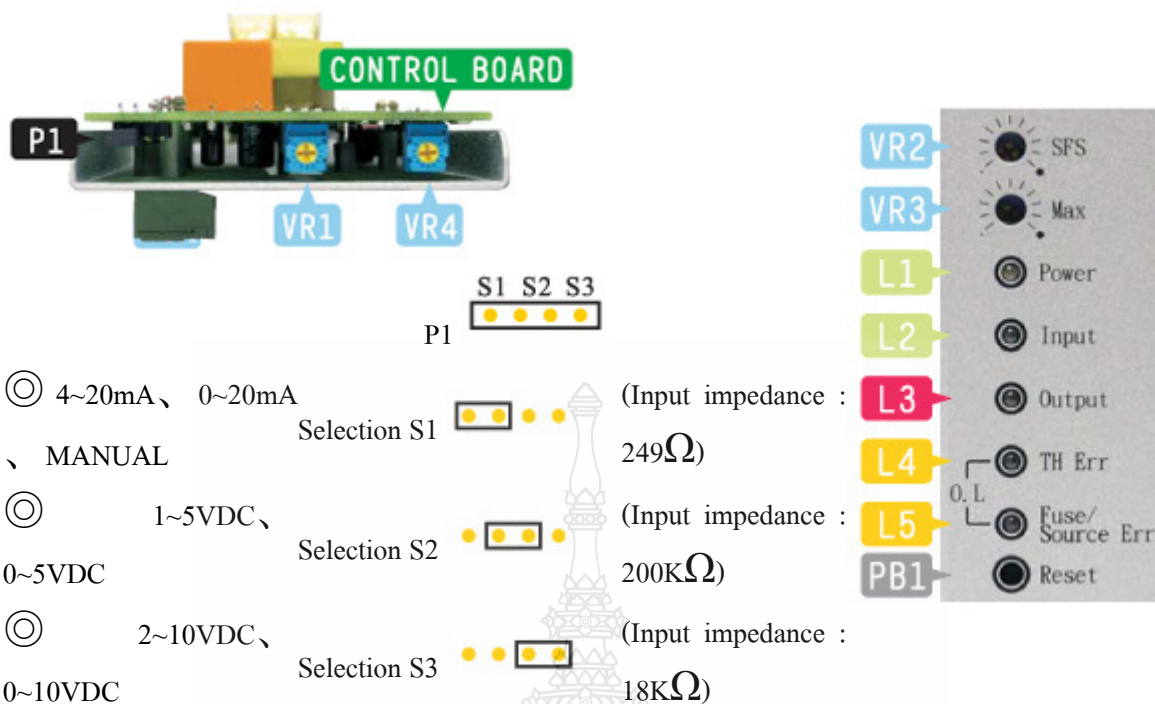 CONTROL BOARD
P1
VR1 VR4
S1 S2 S3
P1
◎ 4~20mA、 0~20mA
、 MANUAL
Selection S1
(Input impedance :
249Ω)
◎ 1~5VDC、
0~5VDC
Selection S2
(Input impedance :
200KΩ)
◎ 2~10VDC、
0~10VDC
Selection S3
(Input impedance :
18KΩ)
VR2 SFS
VR3 Max
L1 Power
L2 Input
L3 Output
L4 TH Err
O.L
L5 Fuse/
Source Err
PB1 Reset